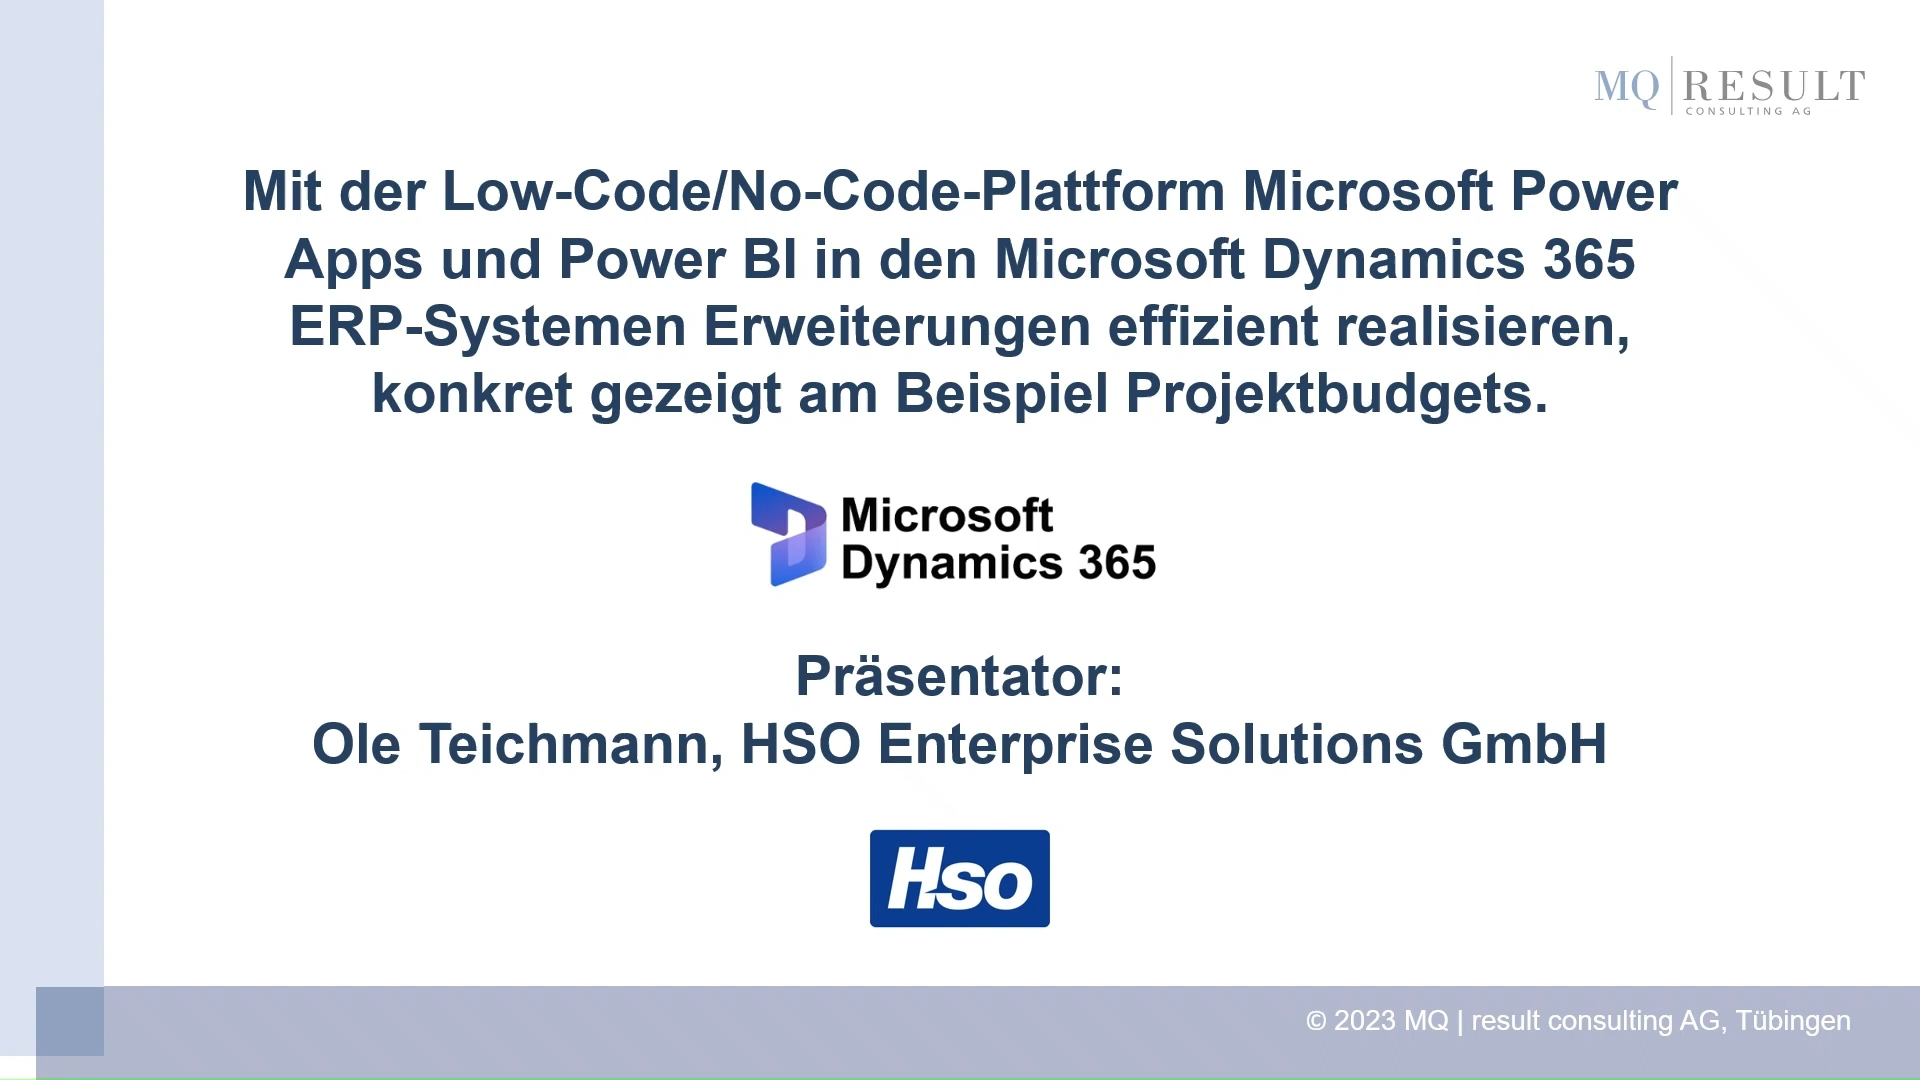 MQ | RESULT
CONSULTING AG
Mit der Low-Code/No-Code-Plattform Microsoft Power
Apps und Power BI in den Microsoft Dynamics 365
ERP-Systemen Erweiterungen effizient realisieren,
konkret gezeigt am Beispiel Projektbudgets.
Microsoft
Dynamics 365
Präsentator:
Ole Teichmann, HSO Enterprise Solutions GmbH
Hso
© 2023 MQ | result consulting AG, Tübingen